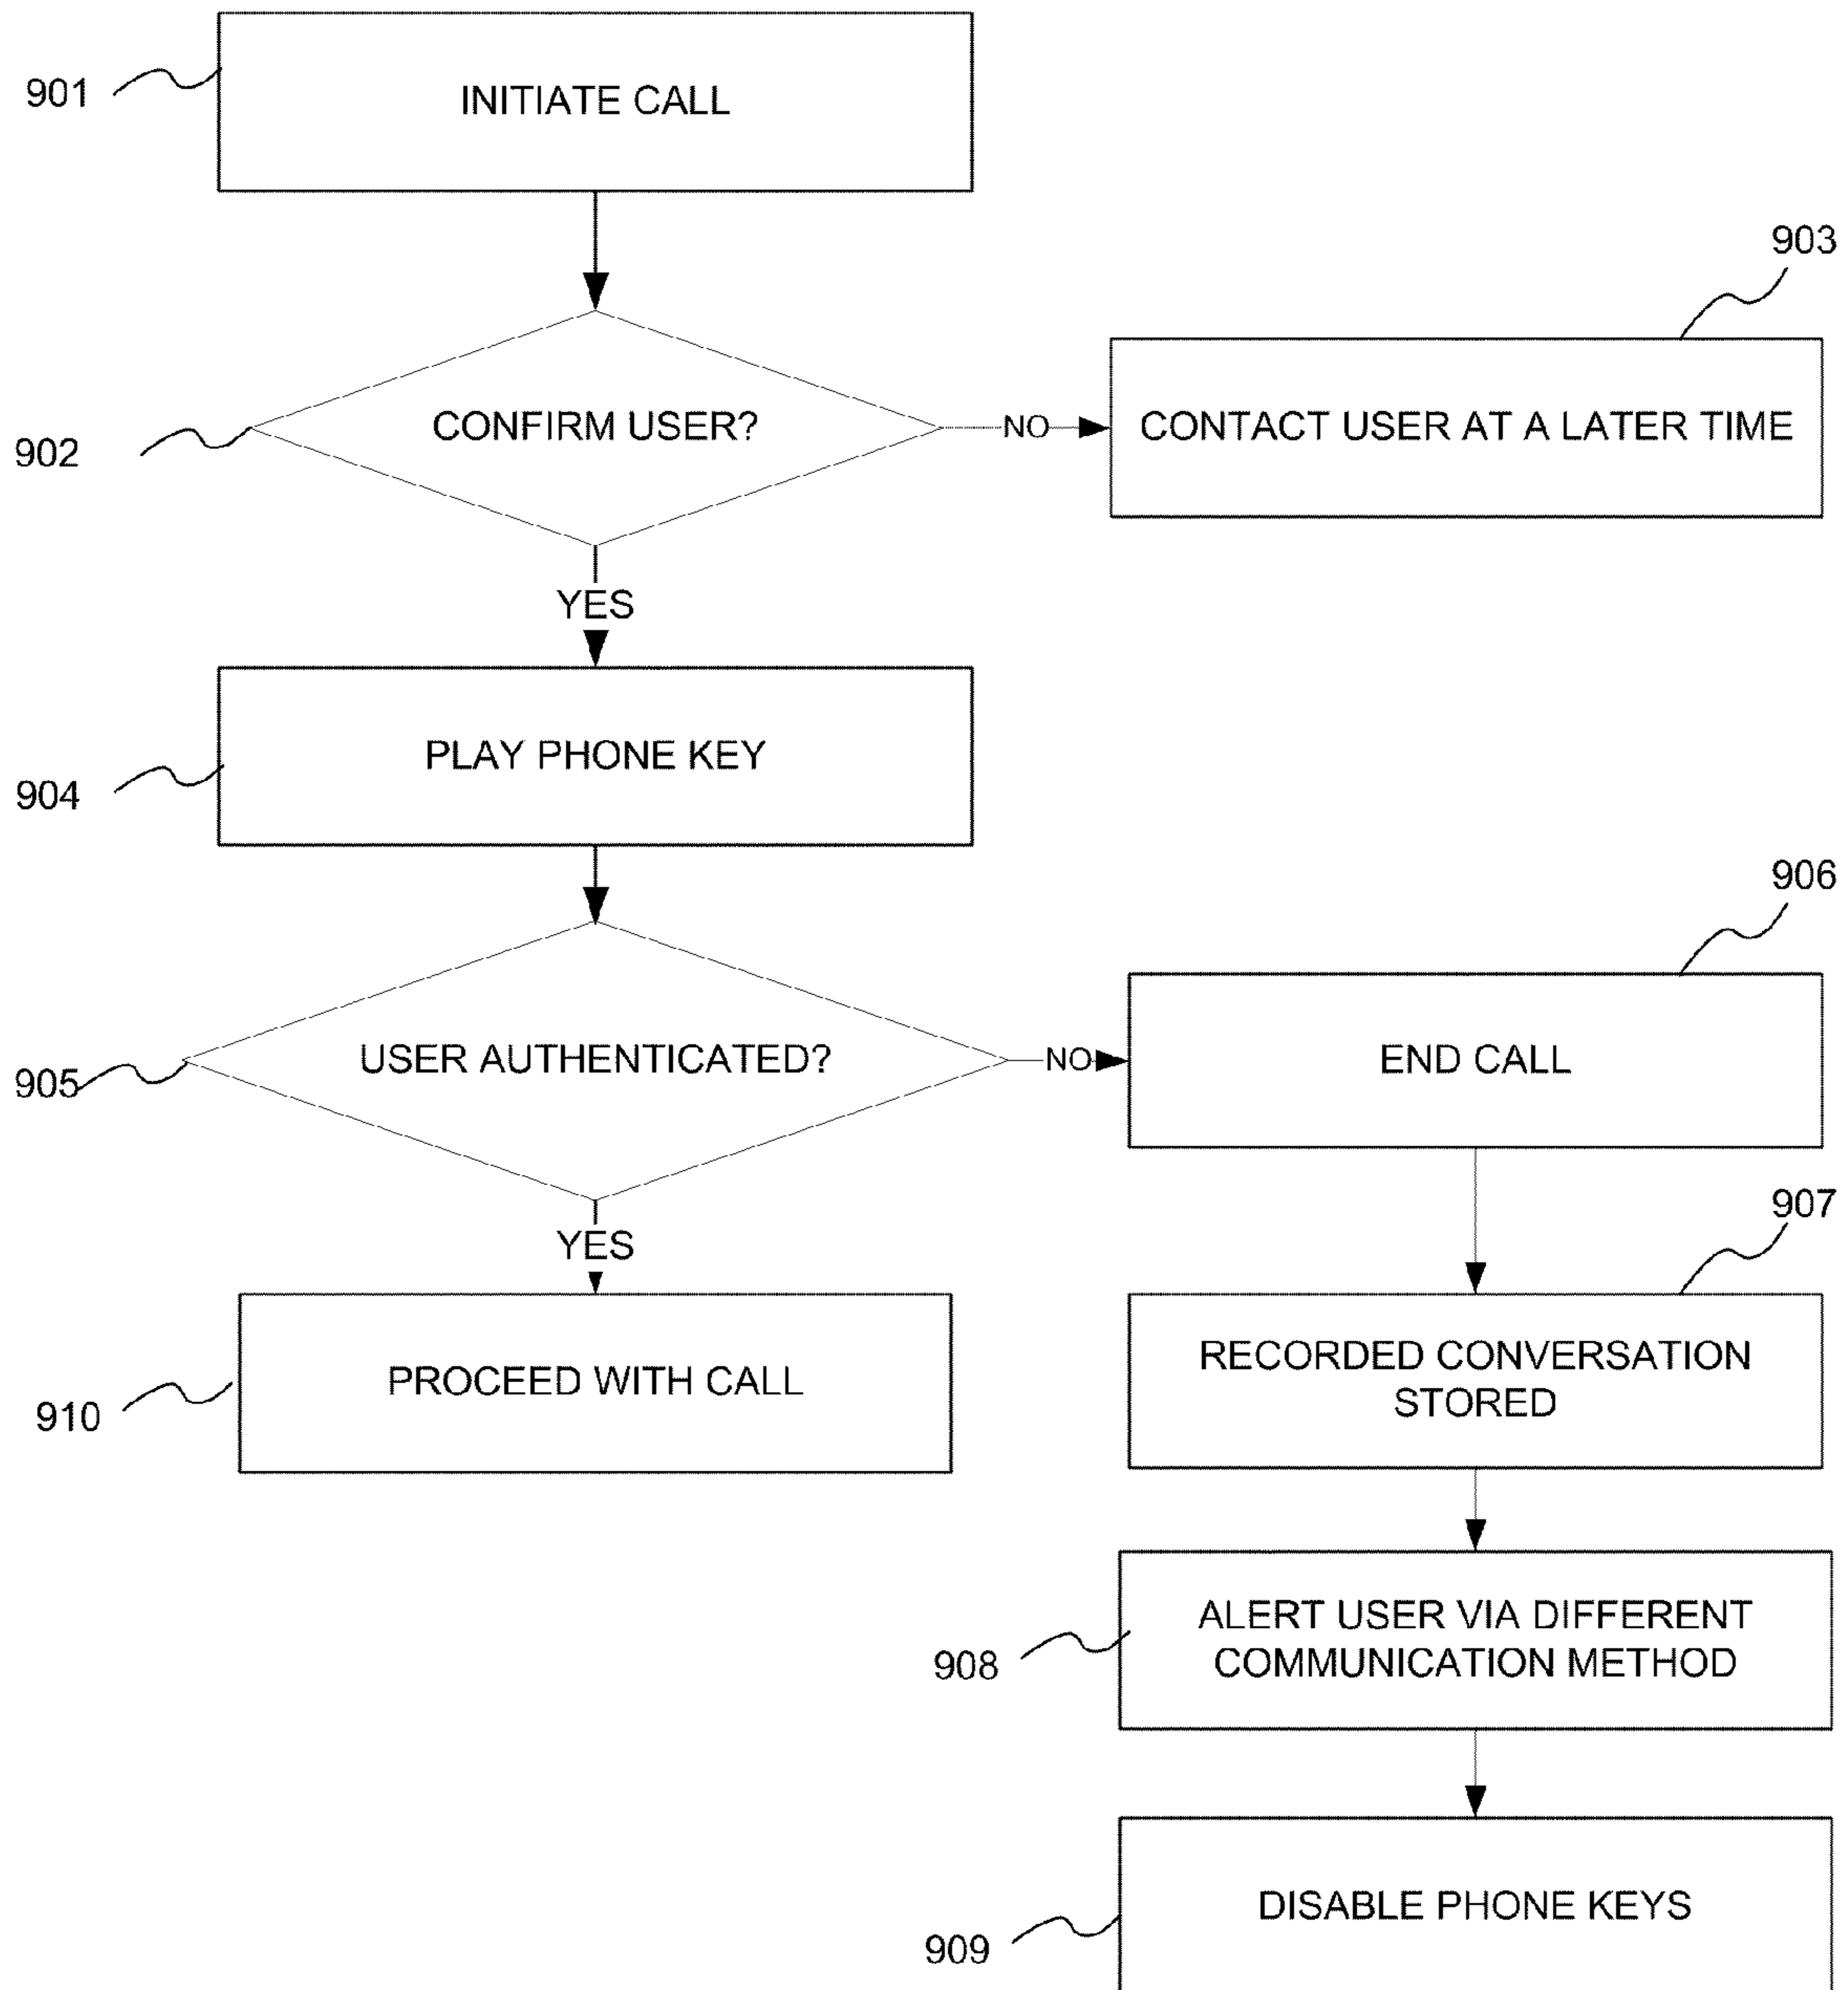 901
INITIATE CALL
903
902
CONFIRM USER?
NO
CONTACT USER AT A LATER TIME
YES
904
PLAY PHONE KEY
906
905
USER AUTHENTICATED?
NO
END CALL
907
YES
910
PROCEED WITH CALL
RECORDED CONVERSATION
STORED
908
ALERT USER VIA DIFFERENT
COMMUNICATION METHOD
909
DISABLE PHONE KEYS